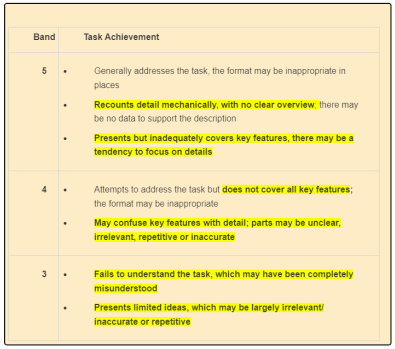 Band Task Achievement
5 • Generally addresses the task, the format may be inappropriate in
places
• Recounts detail mechanically, with no clear overview; there may
be no data to support the description
• Presents but inadequately covers key features, there may be a
tendency to focus on details
4 • Attempts to address the task but does not cover all key features;
the format may be inappropriate
• May confuse key features with detail; parts may be unclear,
irrelevant, repetitive or inaccurate
3 • Fails to understand the task, which may have been completely
misunderstood
• Presents limited ideas, which may be largely irrelevant/
inaccurate or repetitive